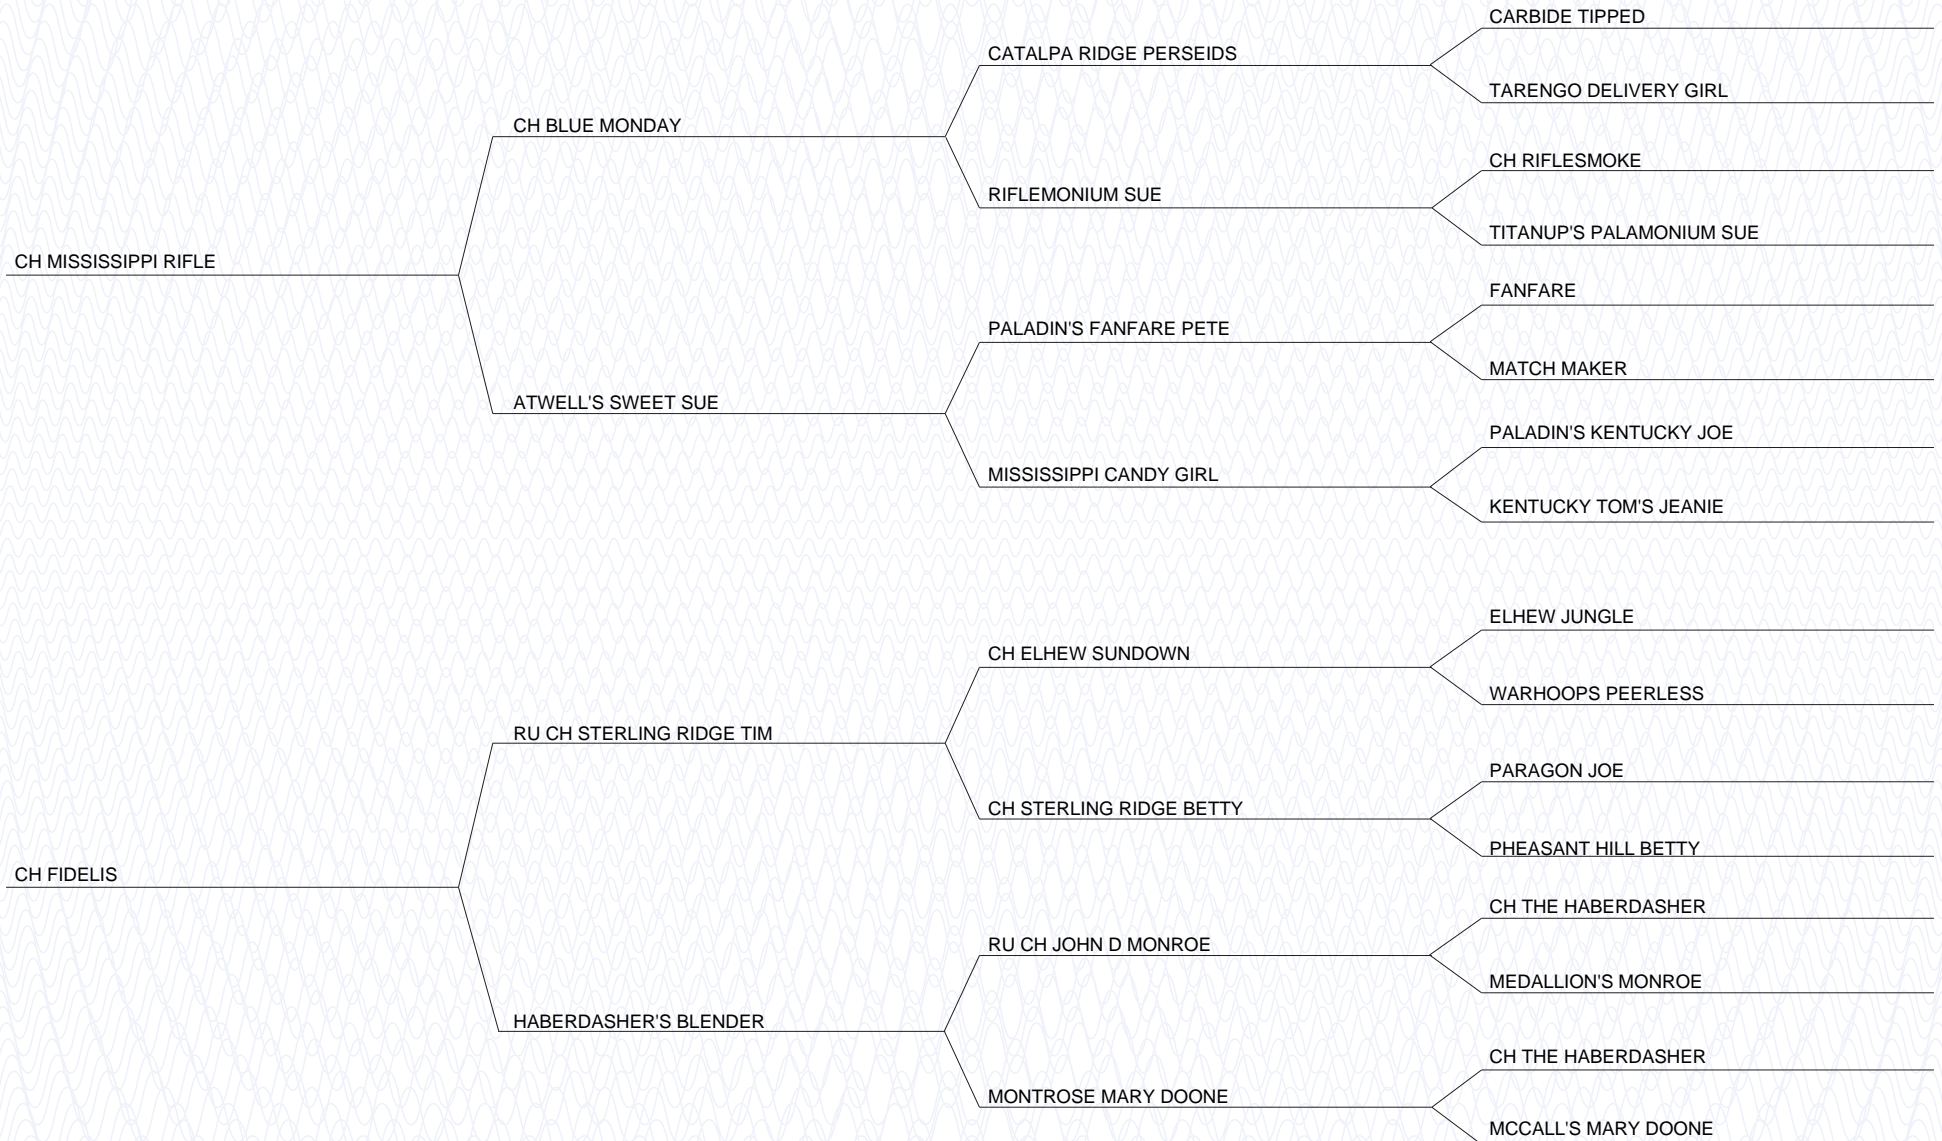 CARBIDE TIPPED
CATALPA RIDGE PERSEIDS
TARENGO DELIVERY GIRL
CH BLUE MONDAY
CH RIFLESMOKE
RIFLEMONIUM SUE
TITANUP'S PALAMONIUM SUE
CH MISSISSIPPI RIFLE
FANFARE
PALADIN'S FANFARE PETE
MATCH MAKER
ATWELL'S SWEET SUE
PALADIN'S KENTUCKY JOE
MISSISSIPPI CANDY GIRL
KENTUCKY TOM'S JEANIE
ELHEW JUNGLE
CH ELHEW SUNDOWN
WARHOOPS PEERLESS
RU CH STERLING RIDGE TIM
PARAGON JOE
CH STERLING RIDGE BETTY
PHEASANT HILL BETTY
CH FIDELIS
CH THE HABERDASHER
RU CH JOHN D MONROE
MEDALLION'S MONROE
HABERDASHER'S BLENDER
CH THE HABERDASHER
MONTROSE MARY DOONE
MCCALL'S MARY DOONE